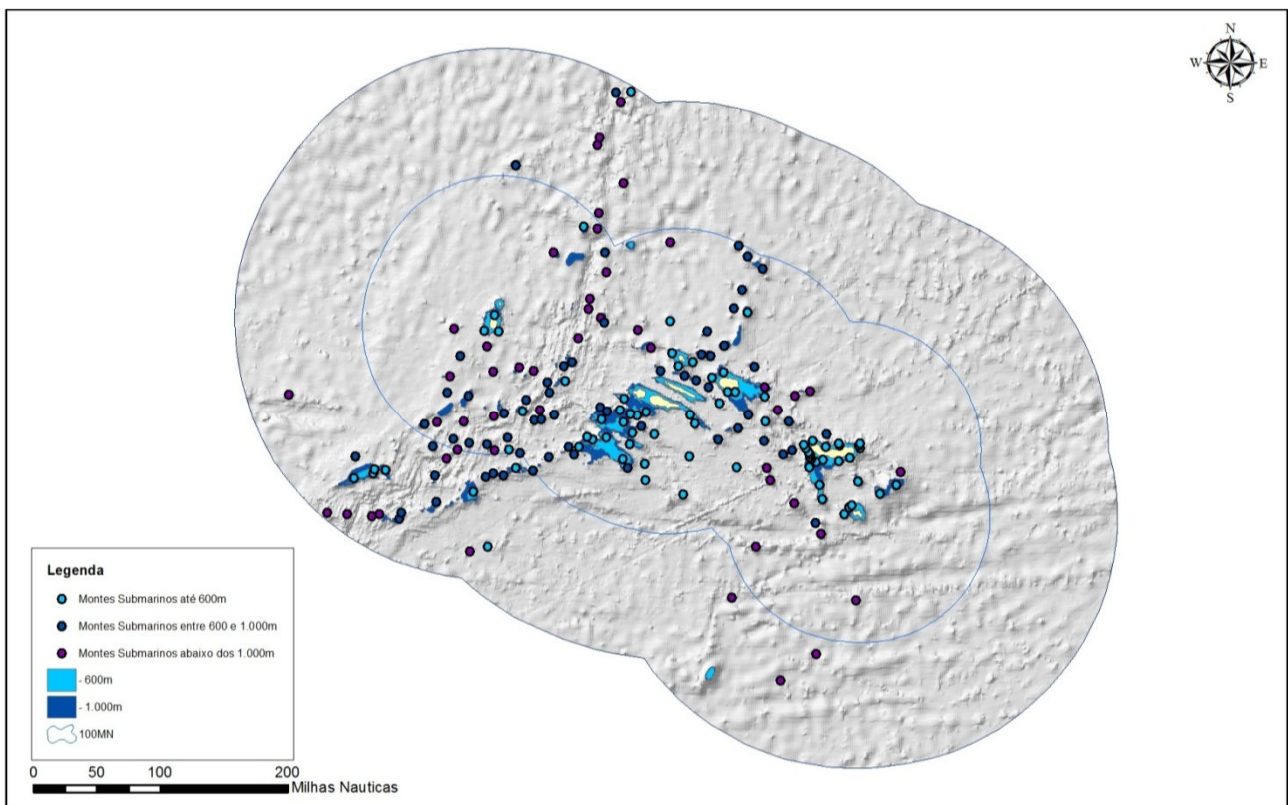 N
W E
S
Legenda
Montes Submarinos até 600m
Montes Submarinos entre 600 e 1.000m
Montes Submarinos abaixo dos 1.000m
- 600m
- 1.000m
100MN
0 50 100 200
Milhas Nauticas